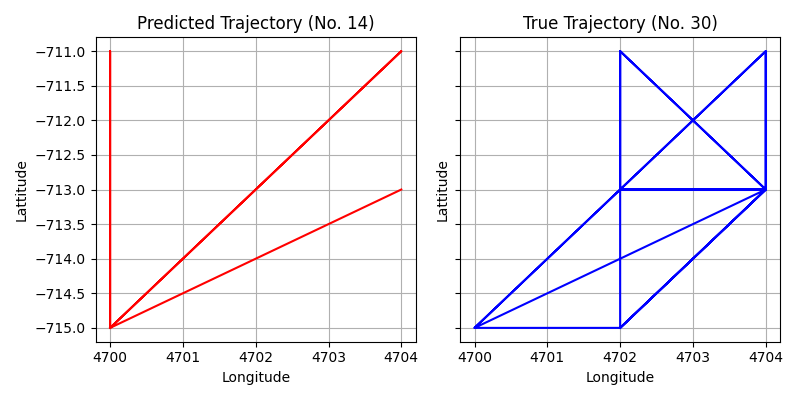 Predicted Trajectory (No. 14)
True Trajectory (No. 30)
−711.0
−711.5
−712.0
−712.5
−713.0
−713.5
−714.0
−714.5
−715.0
Lattitude
Lattitude
4700 4701 4702 4703 4704
4700 4701 4702 4703 4704
Longitude
Longitude